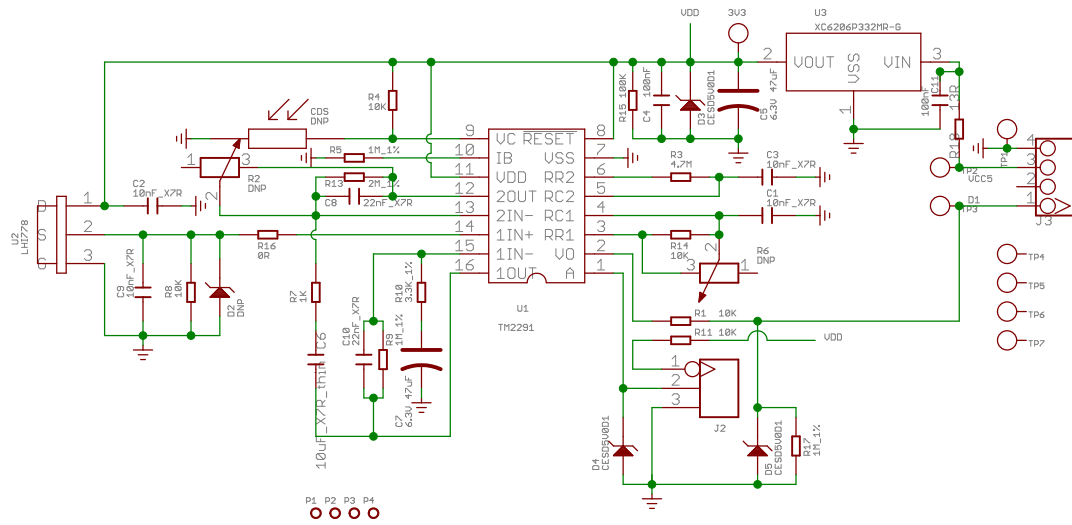 VDD
3V3
U3
XC6206P332MR-G
2
VOUT
VSS
VIN
3
1
C11
100nF
R18
13R
R4
10K
CDS
DNP
R15 100K
C4 100nF
D3
CESD5V0D1
C5
6.3V 47uF
9
VC
RESET
8
10
IB
VSS
7
11
VDD
RR2
6
12
2OUT
RC2
5
13
2IN-
RC1
4
14
1IN+
RR1
3
15
1IN-
VO
2
16
1OUT
A
1
U1
TM2291
R5
1M_1%
R13
2M_1%
C8
22nF_X7R
1
3
R2
DNP
2
C2
10nF_X7R
D
1
S
2
C
3
U2
LHI778
R16
0R
C9
10nF_X7R
R8
10K
D2
DNP
R7
1K
R10
3.3K_1%
C10
22nF_X7R
R9
1M_1%
C7
6.3V 47uF
10uF_X7R_thin C6
R3
4.7M
C3
10nF_X7R
C1
10nF_X7R
R14
10K
2
R6
DNP
3
1
R1 10K
R11 10K
VDD
1
2
3
J2
D4
CESD5V0D1
D5
CESD5V0D1
R17
1M_1%
TP1
TP2
VCC5
D1
TP3
4
3
2
1
J3
TP4
TP5
TP6
TP7
P1 P2 P3 P4